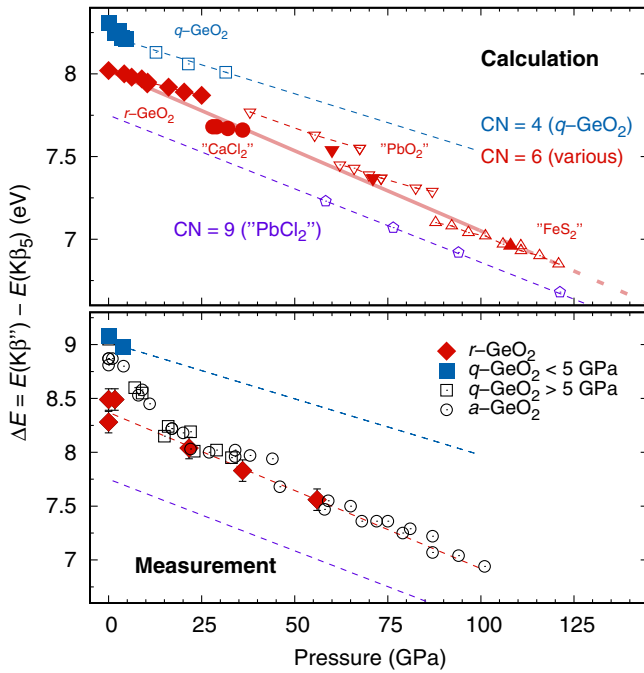 q–GeO₂
Calculation
8
r–GeO₂
CN = 4 (q–GeO₂)
"CaCl₂"
"PbO₂"
CN = 6 (various)
7.5
CN = 9 ("PbCl₂")
"FeS₂"
7
ΔE = E(Kβ") − E(Kβ₅) (eV)
9
r–GeO₂
q–GeO₂ < 5 GPa
q–GeO₂ > 5 GPa
a–GeO₂
8.5
8
7.5
7
Measurement
0 25 50 75 100 125
Pressure (GPa)